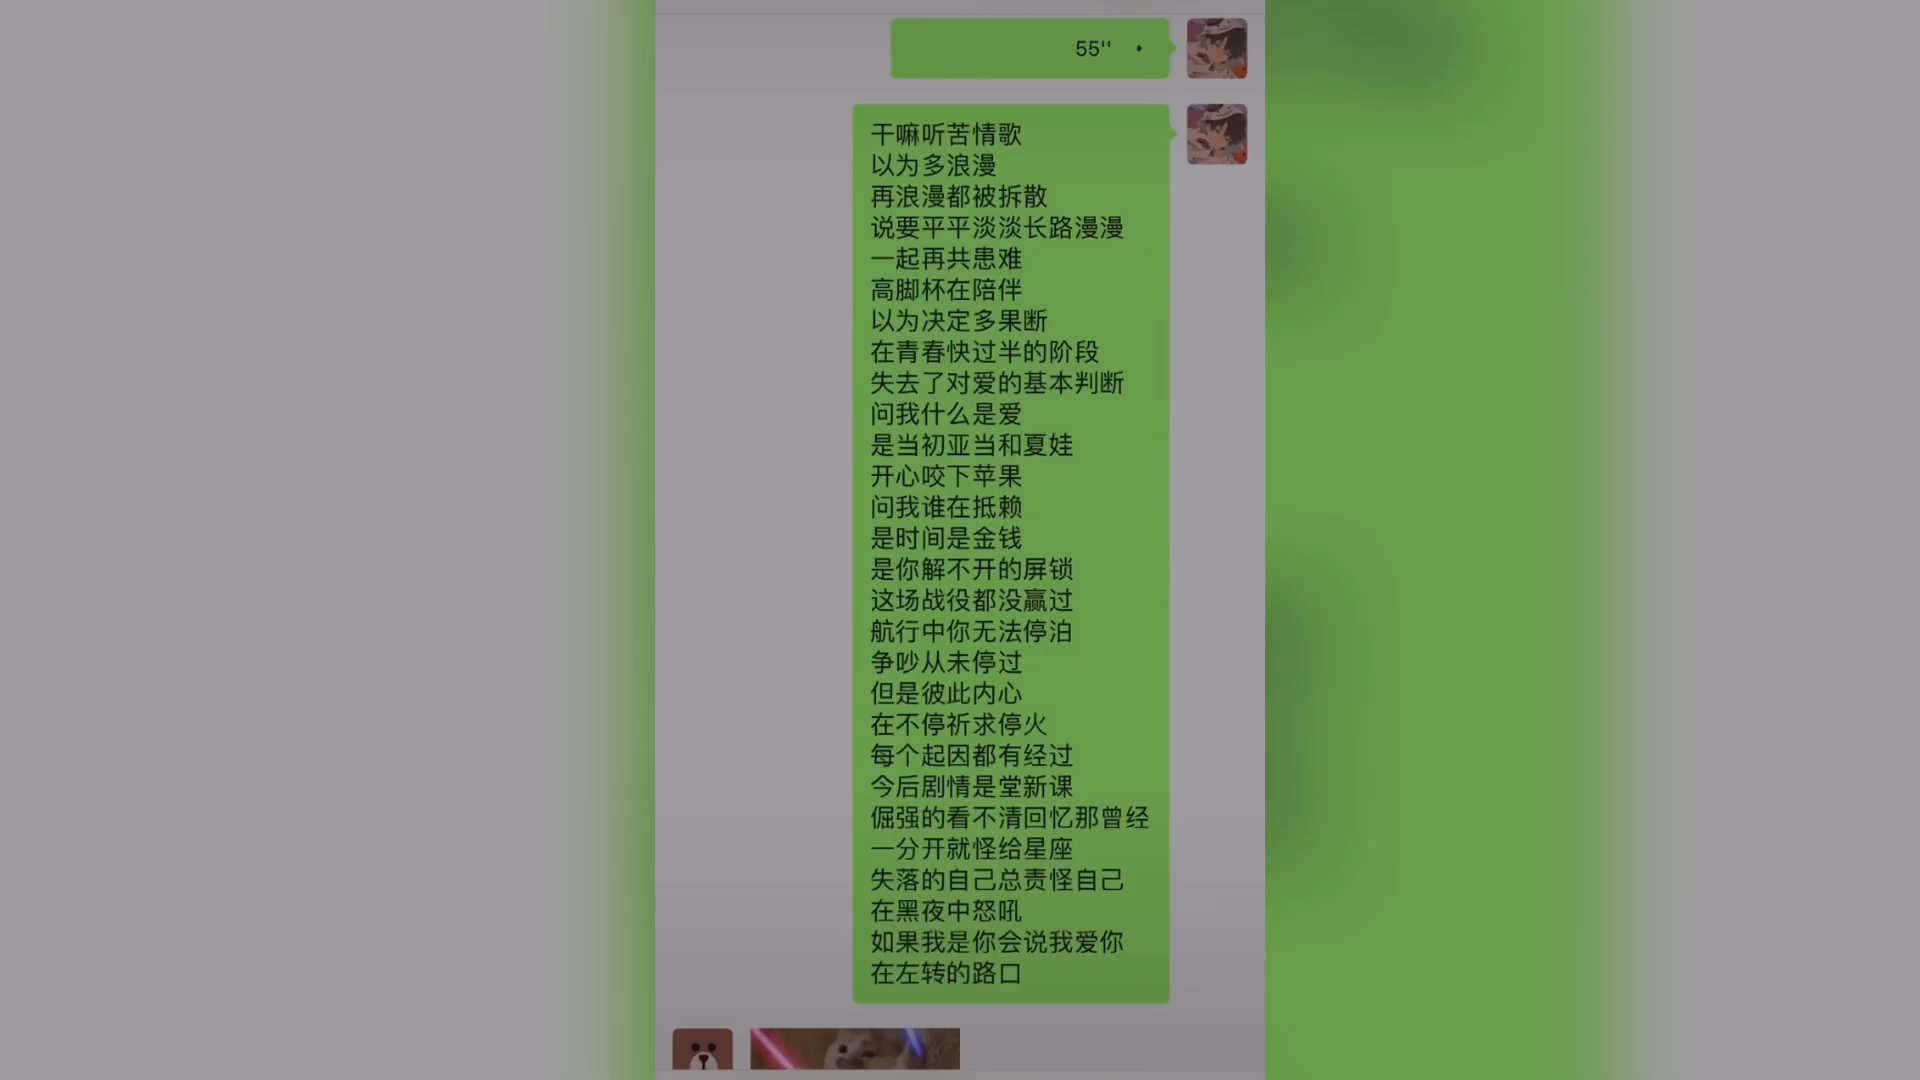 55''
干嘛听苦情歌
以为多浪漫
再浪漫都被拆散
说要平平淡淡长路漫漫
一起再共患难
高脚杯在陪伴
以为决定多果断
在青春快过半的阶段
失去了对爱的基本判断
问我什么是爱
是当初亚当和夏娃
开心咬下苹果
问我谁在抵赖
是时间是金钱
是你解不开的屏锁
这场战役都没赢过
航行中你无法停泊
争吵从未停过
但是彼此内心
在不停祈求停火
每个起因都有经过
今后剧情是堂新课
倔强的看不清回忆那曾经
一分开就怪给星座
失落的自己总责怪自己
在黑夜中怒吼
如果我是你会说我爱你
在左转的路口